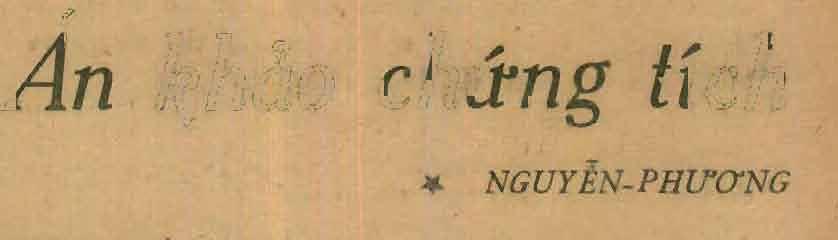 Ấn khảo chứng tích
★ NGUYỄN-PHƯƠNG